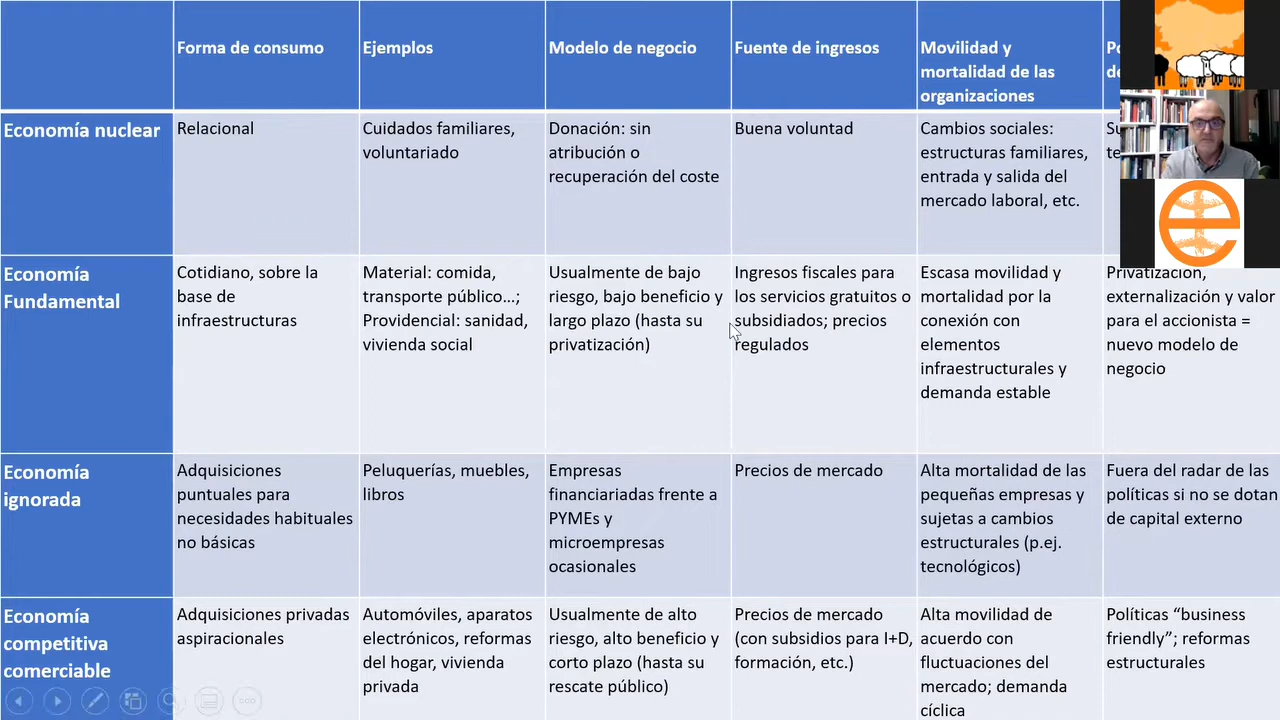 Forma de consumo
Ejemplos
Modelo de negocio
Fuente de ingresos
Movilidad y
mortalidad de las
organizaciones
Economía nuclear
Relacional
Cuidados familiares,
voluntariado
Donación: sin
atribución o
recuperación del coste
Buena voluntad
Cambios sociales:
estructuras familiares,
entrada y salida del
mercado laboral, etc.
Economía
Fundamental
Cotidiano, sobre la
base de
infraestructuras
Material: comida,
transporte público…;
Providencial: sanidad,
vivienda social
Usualmente de bajo
riesgo, bajo beneficio y
largo plazo (hasta su
privatización)
Ingresos fiscales para
los servicios gratuitos o
subsidiados; precios
regulados
Escasa movilidad y
mortalidad por la
conexión con
elementos
infraestructurales y
demanda estable
Privatización,
externalización y valor
para el accionista =
nuevo modelo de
negocio
Economía
ignorada
Adquisiciones
puntuales para
necesidades habituales
no básicas
Peluquerías, muebles,
libros
Empresas
financiariadas frente a
PYMEs y
microempresas
ocasionales
Precios de mercado
Alta mortalidad de las
pequeñas empresas y
sujetas a cambios
estructurales (p.ej.
tecnológicos)
Fuera del radar de las
políticas si no se dotan
de capital externo
Economía
competitiva
comerciable
Adquisiciones privadas
aspiracionales
Automóviles, aparatos
electrónicos, reformas
del hogar, vivienda
privada
Usualmente de alto
riesgo, alto beneficio y
corto plazo (hasta su
rescate público)
Precios de mercado
(con subsidios para I+D,
formación, etc.)
Alta movilidad de
acuerdo con
fluctuaciones del
mercado; demanda
cíclica
Políticas “business
friendly”; reformas
estructurales